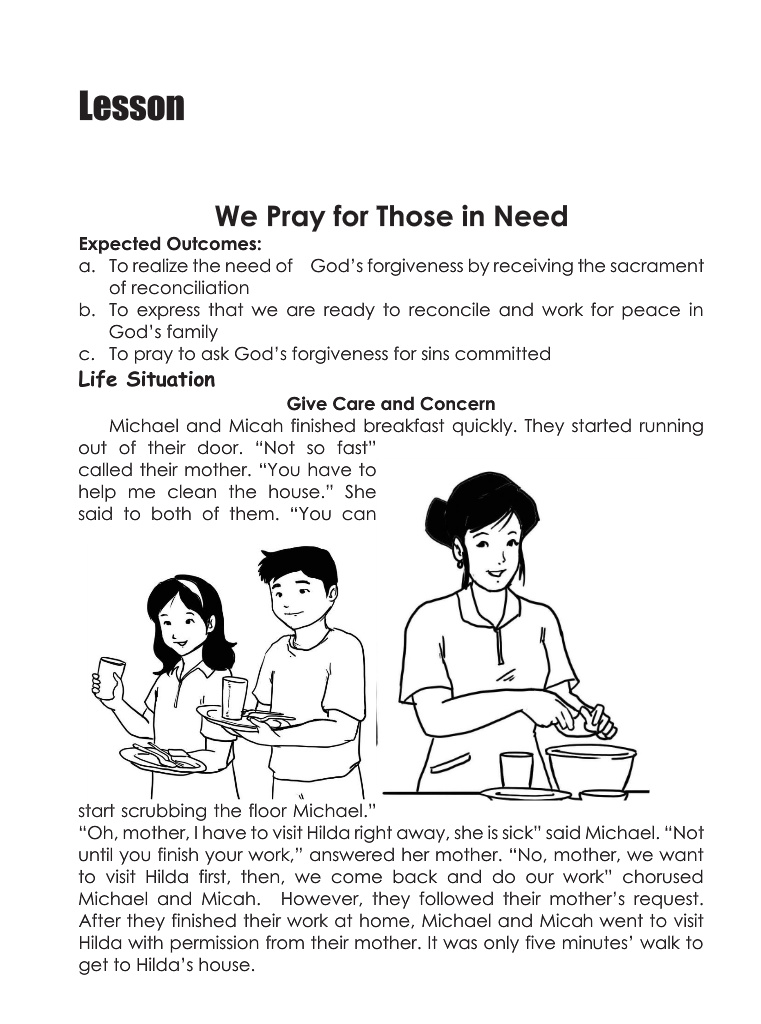 Lesson
We Pray for Those in Need
Expected Outcomes:
a. To realize the need of God’s forgiveness by receiving the sacrament
of reconciliation
b. To express that we are ready to reconcile and work for peace in
God’s family
c. To pray to ask God’s forgiveness for sins committed
Life Situation
Give Care and Concern
Michael and Micah finished breakfast quickly. They started running
out of their door. “Not so fast”
called their mother. “You have to
help me clean the house.” She
said to both of them. “You can
start scrubbing the floor Michael.”
“Oh, mother, I have to visit Hilda right away, she is sick” said Michael. “Not
until you finish your work,” answered her mother. “No, mother, we want
to visit Hilda first, then, we come back and do our work” chorused
Michael and Micah. However, they followed their mother’s request.
After they finished their work at home, Michael and Micah went to visit
Hilda with permission from their mother. It was only five minutes’ walk to
get to Hilda’s house.